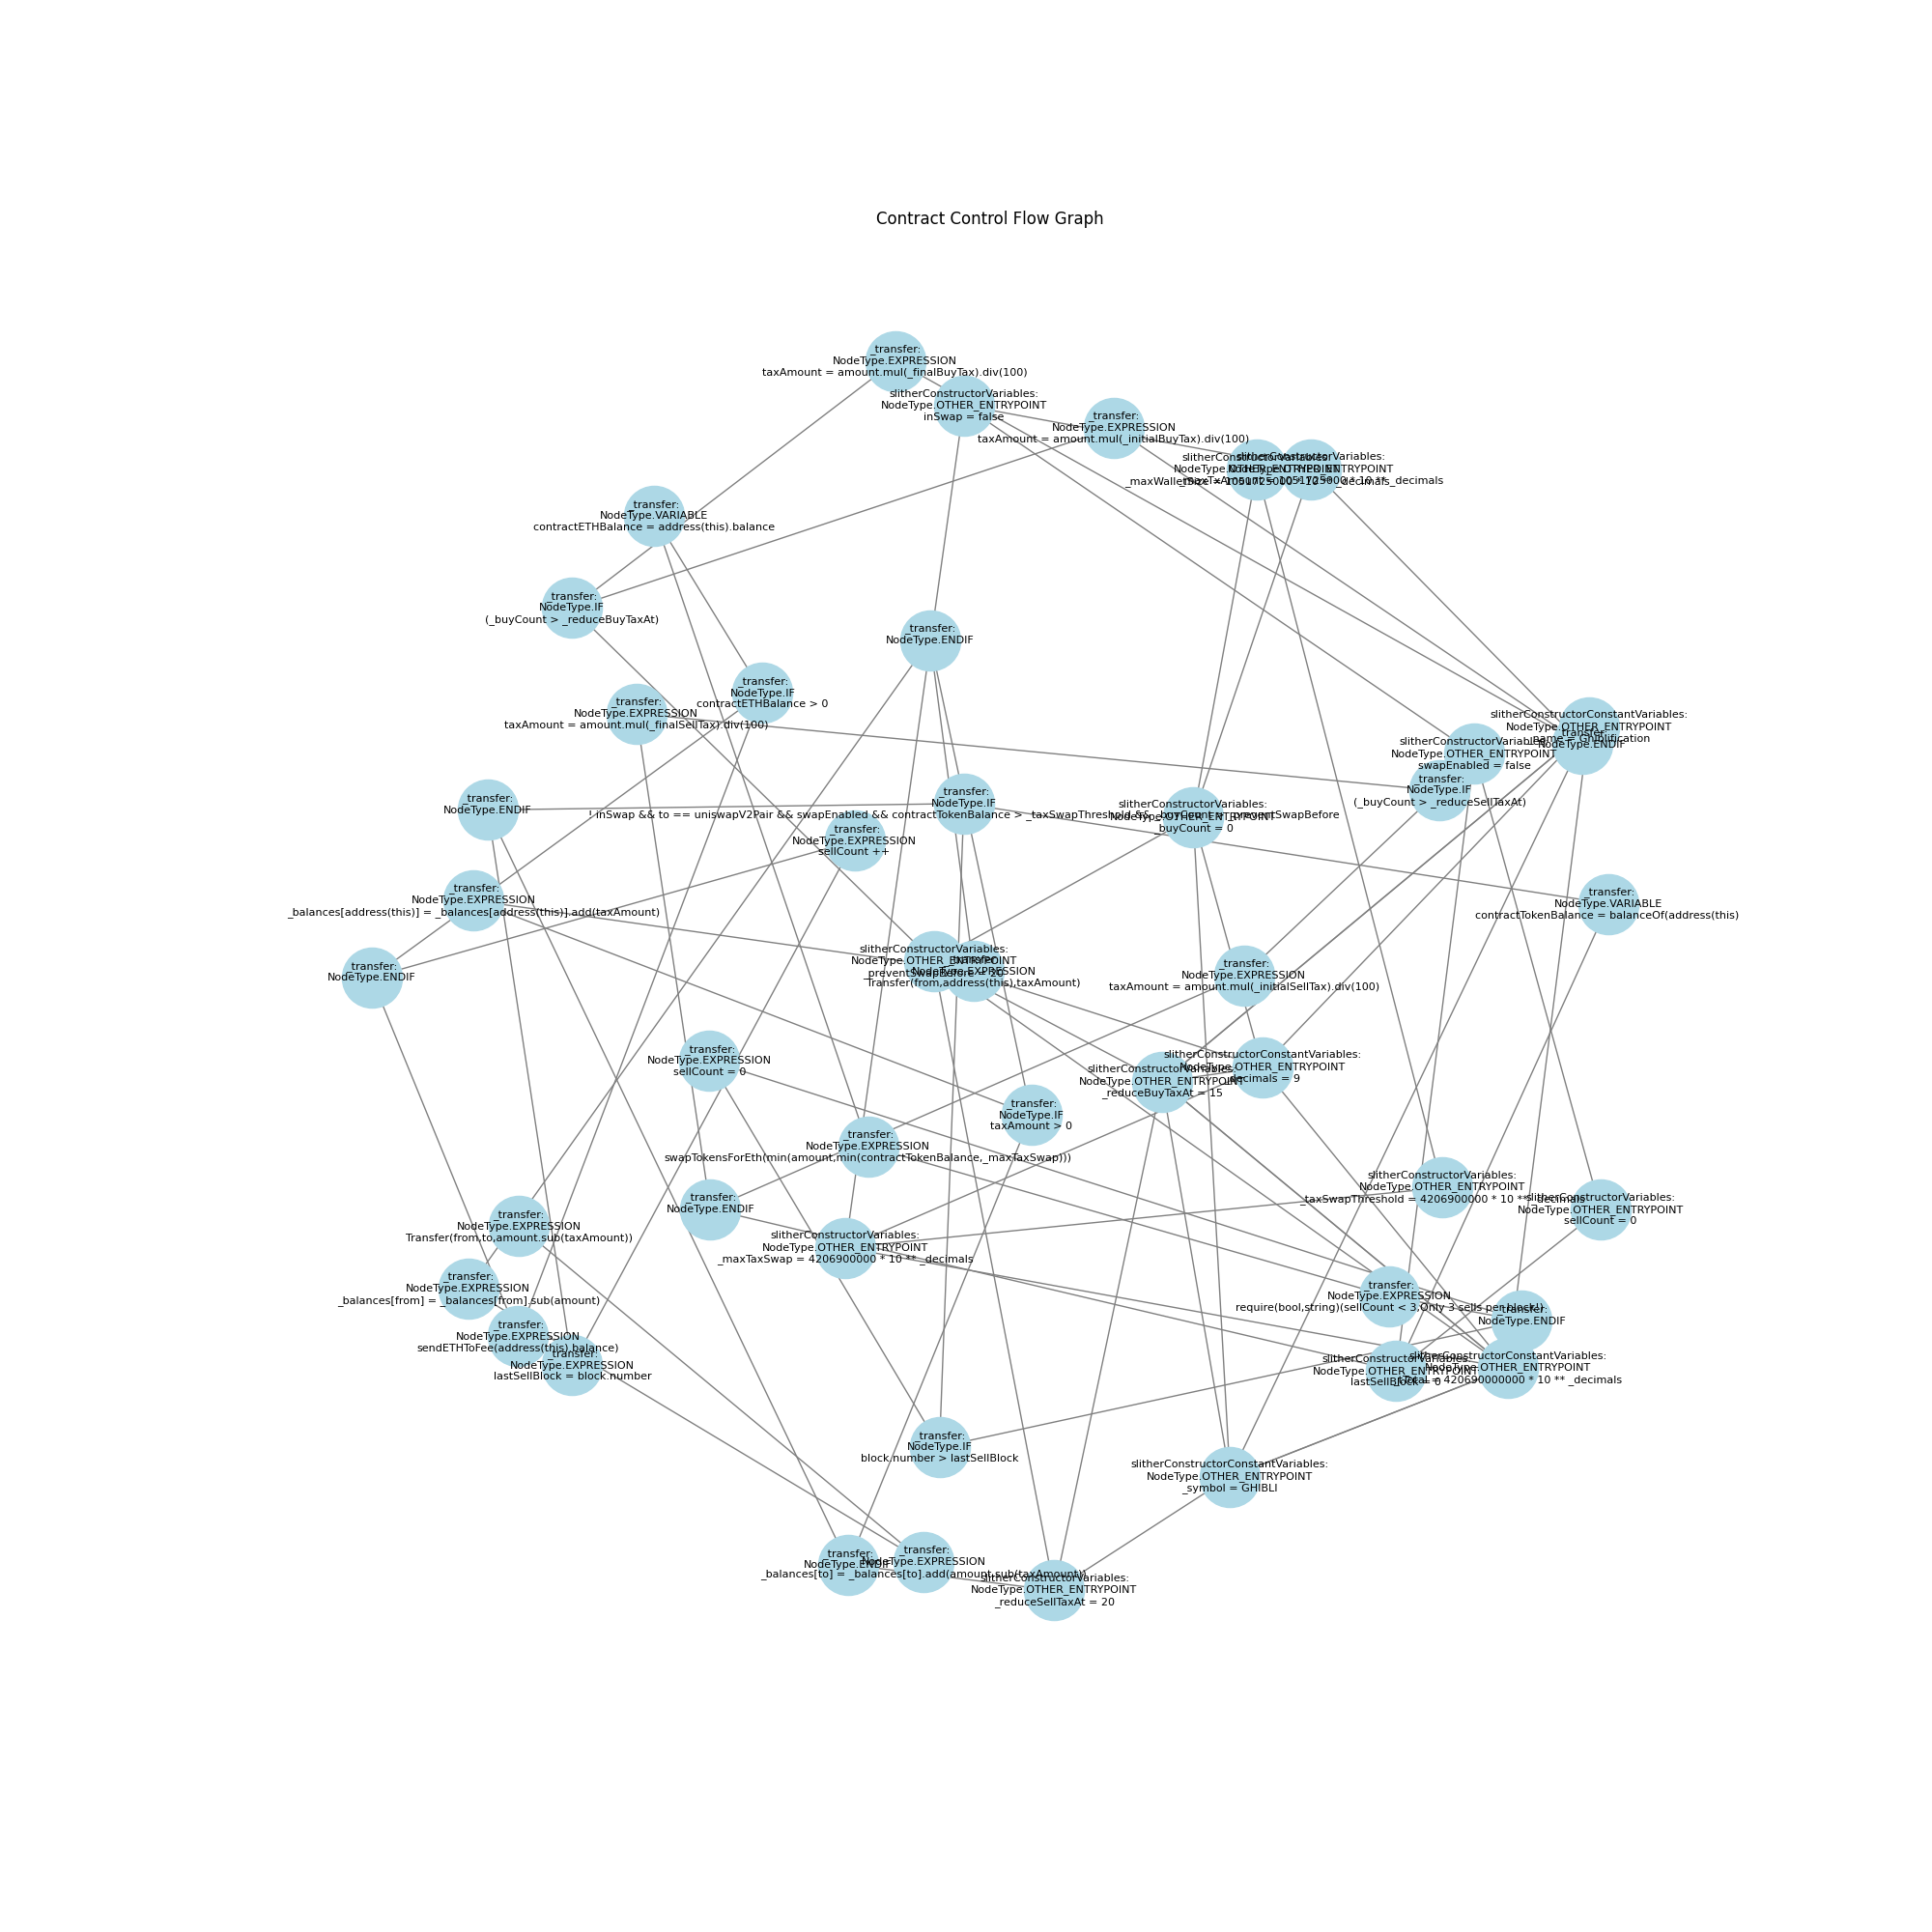 Contract Control Flow Graph
_transfer:
NodeType.EXPRESSION
taxAmount = amount.mul(_finalBuyTax).div(100)
slitherConstructorVariables:
NodeType.OTHER_ENTRYPOINT
inSwap = false
_transfer:
NodeType.EXPRESSION
taxAmount = amount.mul(_initialBuyTax).div(100)
slitherConstructorVariables:
NodeType.OTHER_ENTRYPOINT
_maxWalletSize = 1051725000 * 10 ** _decimals
slitherConstructorVariables:
NodeType.OTHER_ENTRYPOINT
_maxTxAmount = 1051725000 * 10 ** _decimals
_transfer:
NodeType.VARIABLE
contractETHBalance = address(this).balance
_transfer:
NodeType.IF
(_buyCount > _reduceBuyTaxAt)
_transfer:
NodeType.ENDIF
_transfer:
NodeType.IF
contractETHBalance > 0
_transfer:
NodeType.EXPRESSION
taxAmount = amount.mul(_finalSellTax).div(100)
slitherConstructorConstantVariables:
NodeType.OTHER_ENTRYPOINT
_name = Ghiblification
_transfer:
NodeType.ENDIF
slitherConstructorVariables:
NodeType.OTHER_ENTRYPOINT
swapEnabled = false
_transfer:
NodeType.IF
(_buyCount > _reduceSellTaxAt)
_transfer:
NodeType.ENDIF
_transfer:
NodeType.IF
! inSwap && to == uniswapV2Pair && swapEnabled && contractTokenBalance > _taxSwapThreshold && _buyCount > _preventSwapBefore
slitherConstructorVariables:
NodeType.OTHER_ENTRYPOINT
_buyCount = 0
_transfer:
NodeType.EXPRESSION
sellCount ++
_transfer:
NodeType.EXPRESSION
_balances[address(this)] = _balances[address(this)].add(taxAmount)
_transfer:
NodeType.VARIABLE
contractTokenBalance = balanceOf(address(this)
_transfer:
NodeType.ENDIF
slitherConstructorVariables:
NodeType.OTHER_ENTRYPOINT
_preventSwapBefore = 20
_transfer:
NodeType.EXPRESSION
Transfer(from,address(this),taxAmount)
_transfer:
NodeType.EXPRESSION
taxAmount = amount.mul(_initialSellTax).div(100)
_transfer:
NodeType.EXPRESSION
sellCount = 0
slitherConstructorConstantVariables:
NodeType.OTHER_ENTRYPOINT
_decimals = 9
slitherConstructorVariables:
NodeType.OTHER_ENTRYPOINT
_reduceBuyTaxAt = 15
_transfer:
NodeType.IF
taxAmount > 0
_transfer:
NodeType.EXPRESSION
swapTokensForEth(min(amount,min(contractTokenBalance,_maxTaxSwap)))
slitherConstructorVariables:
NodeType.OTHER_ENTRYPOINT
_taxSwapThreshold = 4206900000 * 10 ** _decimals
slitherConstructorVariables:
NodeType.OTHER_ENTRYPOINT
sellCount = 0
_transfer:
NodeType.ENDIF
_transfer:
NodeType.EXPRESSION
Transfer(from,to,amount.sub(taxAmount))
slitherConstructorVariables:
NodeType.OTHER_ENTRYPOINT
_maxTaxSwap = 4206900000 * 10 ** _decimals
_transfer:
NodeType.EXPRESSION
_balances[from] = _balances[from].sub(amount)
_transfer:
NodeType.EXPRESSION
require(bool,string)(sellCount < 3,Only 3 sells per block!)
_transfer:
NodeType.ENDIF
_transfer:
NodeType.EXPRESSION
sendETHToFee(address(this).balance)
_transfer:
NodeType.EXPRESSION
lastSellBlock = block.number
slitherConstructorVariables:
NodeType.OTHER_ENTRYPOINT
lastSellBlock = 0
slitherConstructorConstantVariables:
NodeType.OTHER_ENTRYPOINT
_tTotal = 420690000000 * 10 ** _decimals
_transfer:
NodeType.IF
block.number > lastSellBlock
slitherConstructorConstantVariables:
NodeType.OTHER_ENTRYPOINT
_symbol = GHIBLI
_transfer:
NodeType.ENDIF
_transfer:
NodeType.EXPRESSION
_balances[to] = _balances[to].add(amount.sub(taxAmount))
slitherConstructorVariables:
NodeType.OTHER_ENTRYPOINT
_reduceSellTaxAt = 20